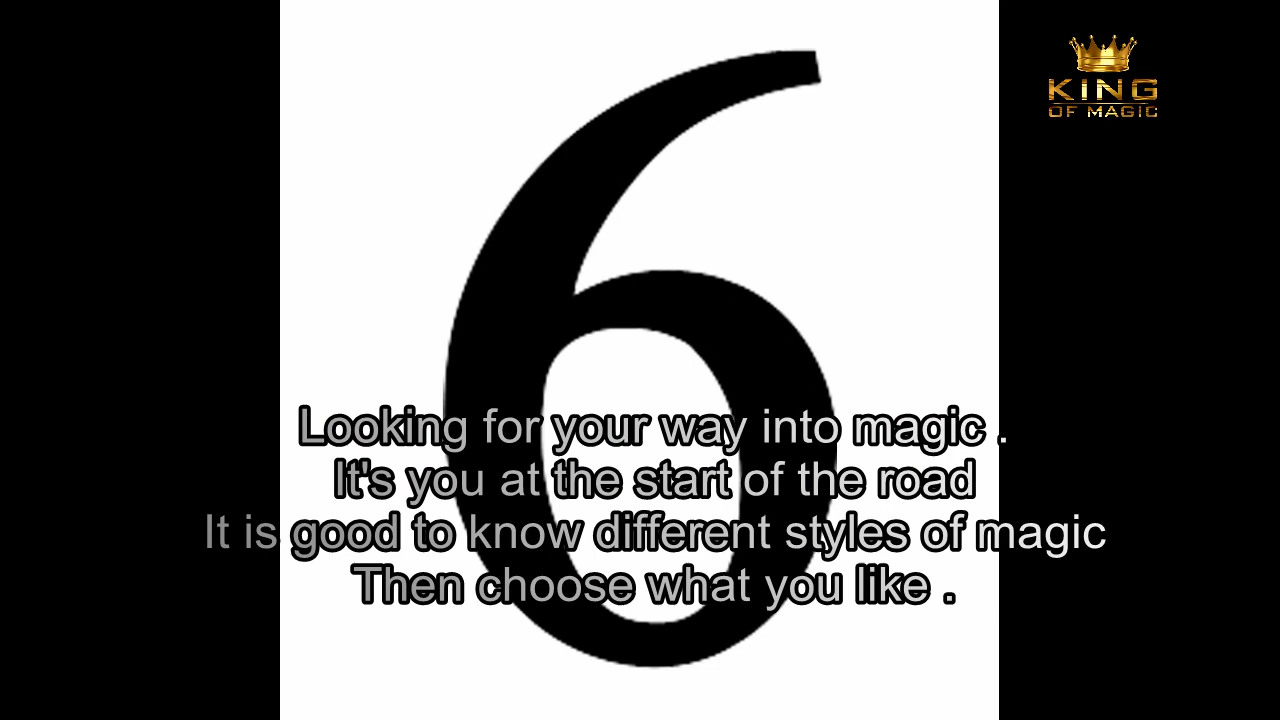 6
KING
OF MAGIC
Looking for your way into magic .
It's you at the start of the road
It is good to know different styles of magic
Then choose what you like .